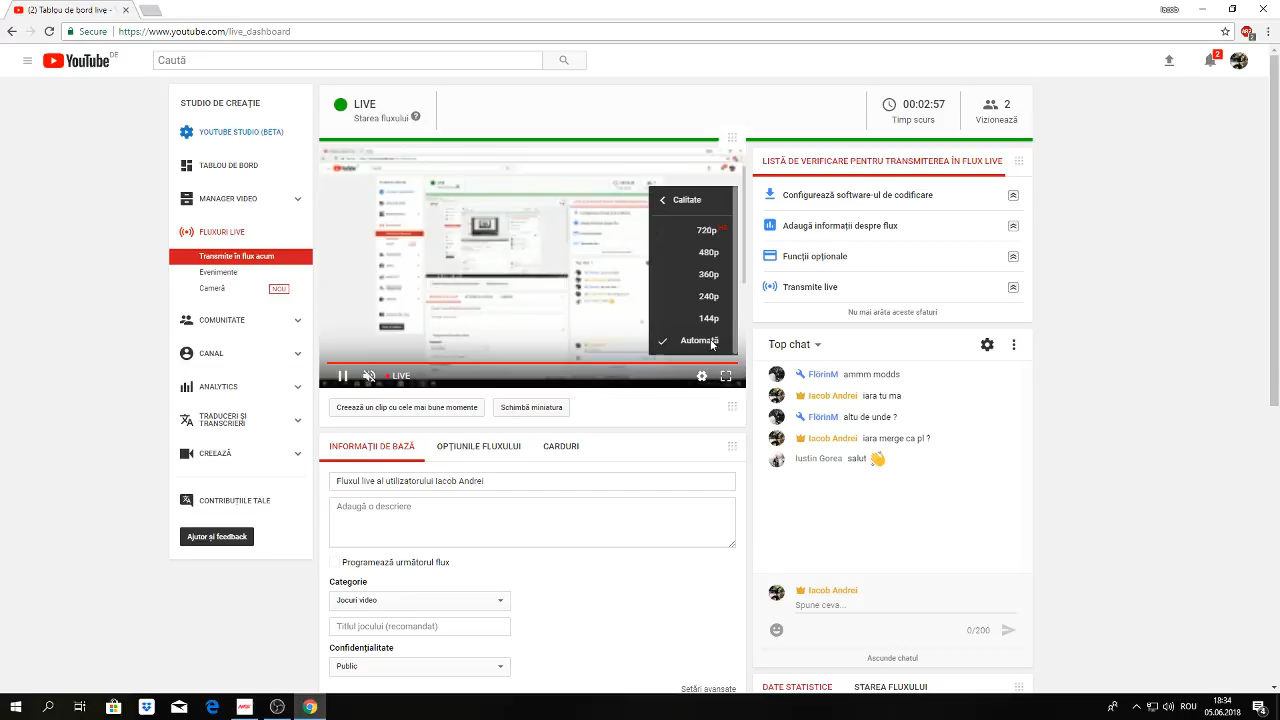 (2) Tablou de bord live -
Iacob
Secure
https://www.youtube.com/live_dashboard
YouTube DE
Caută
2
STUDIO DE CREAȚIE
YOUTUBE STUDIO (BETA)
TABLOU DE BORD
MANAGER VIDEO
FLUXURI LIVE
Transmite în flux acum
Evenimente
Cameră
NOU
COMUNITATE
CANAL
ANALYTICS
TRADUCERI ȘI
TRANSCRIERI
CREEAZĂ
CONTRIBUȚIILE TALE
Ajutor și feedback
LIVE
Starea fluxului
00:02:57
Timp scurs
2
Vizionează
Calitate
720p
480p
360p
240p
144p
Automată
LIVE
Creează un clip cu cele mai bune momente
Schimbă miniatura
INFORMAȚII DE BAZĂ
OPȚIUNILE FLUXULUI
CARDURI
Fluxul live al utilizatorului Iacob Andrei
Adaugă o descriere
Programează următorul flux
Categorie
Jocuri video
Titlul jocului (recomandat)
Confidențialitate
Public
Setări avansate
LISTA DE VERIFICARE PENTRU TRANSMITEREA ÎN FLUX LIVE
Configurează software-ul de codificare
Adaugă informații despre flux
Funcții opționale
Transmite live
Nu mai afișa aceste sfaturi
Top chat
FlōrinM ammm modds
Iacob Andrei iara tu ma
FlōrinM altu de unde ?
Iacob Andrei iara merge ca pl ?
Iustin Gorea salut
Iacob Andrei
Spune ceva...
0/200
Ascunde chatul
DATE STATISTICE
STAREA FLUXULUI
ROU
18:34
05.06.2018